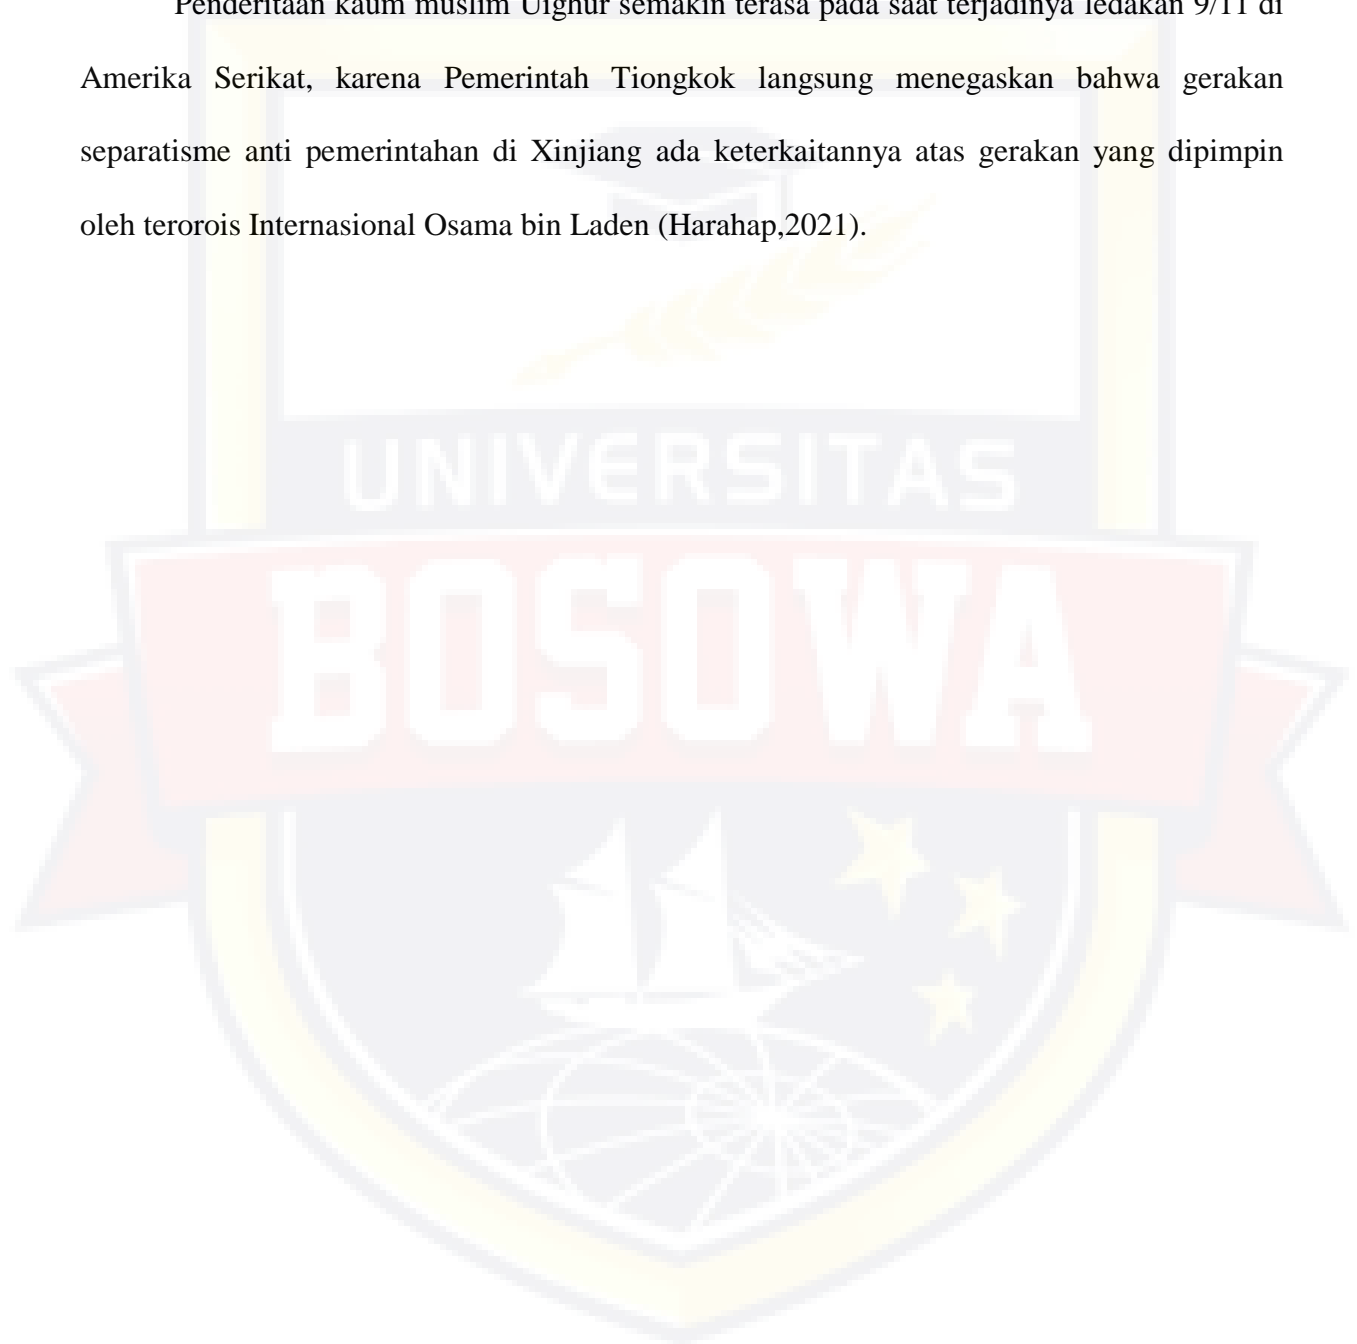 Penderitaan kaum muslim Uighur semakin terasa pada saat terjadinya ledakan 9/11 di
Amerika Serikat, karena Pemerintah Tiongkok langsung menegaskan bahwa gerakan
separatisme anti pemerintahan di Xinjiang ada keterkaitannya atas gerakan yang dipimpin
oleh terorois Internasional Osama bin Laden (Harahap,2021).
UNIVERSITAS
BOSOWA